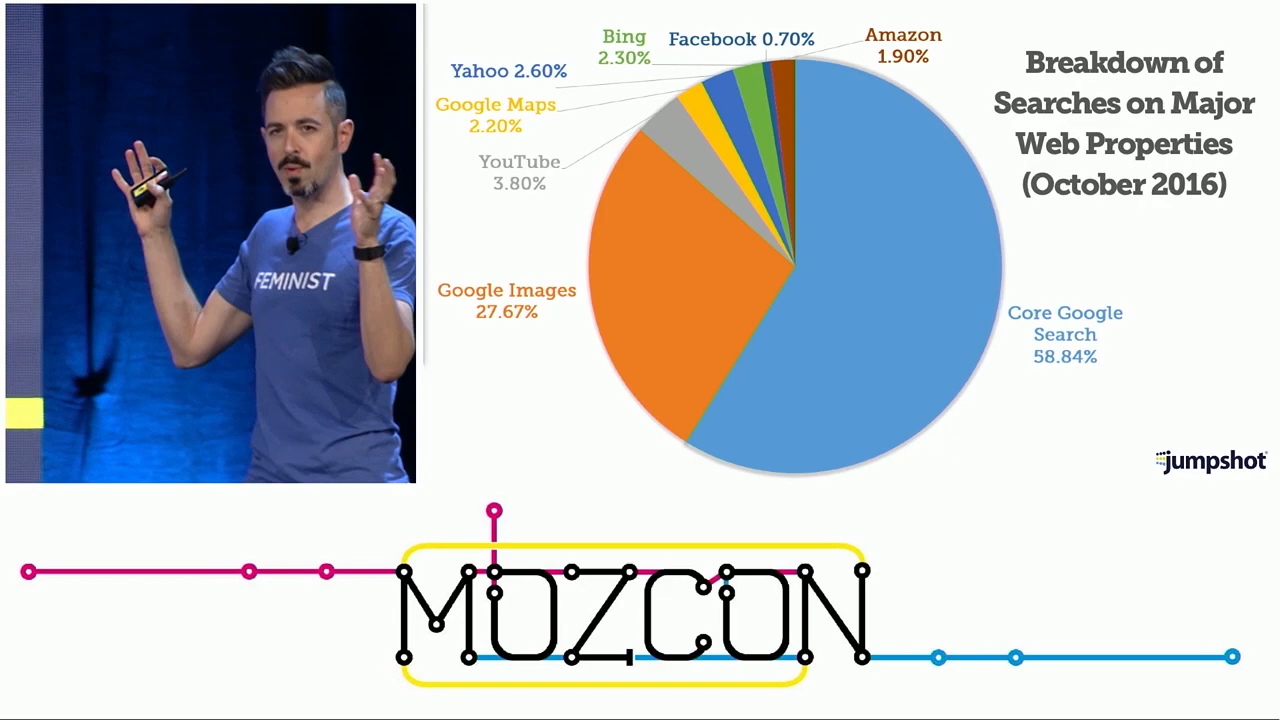 FEMINIST
Breakdown of
Searches on Major
Web Properties
(October 2016)
Bing
2.30%
Facebook 0.70%
Amazon
1.90%
Yahoo 2.60%
Google Maps
2.20%
YouTube
3.80%
Google Images
27.67%
Core Google
Search
58.84%
jumpshot
MOZCON